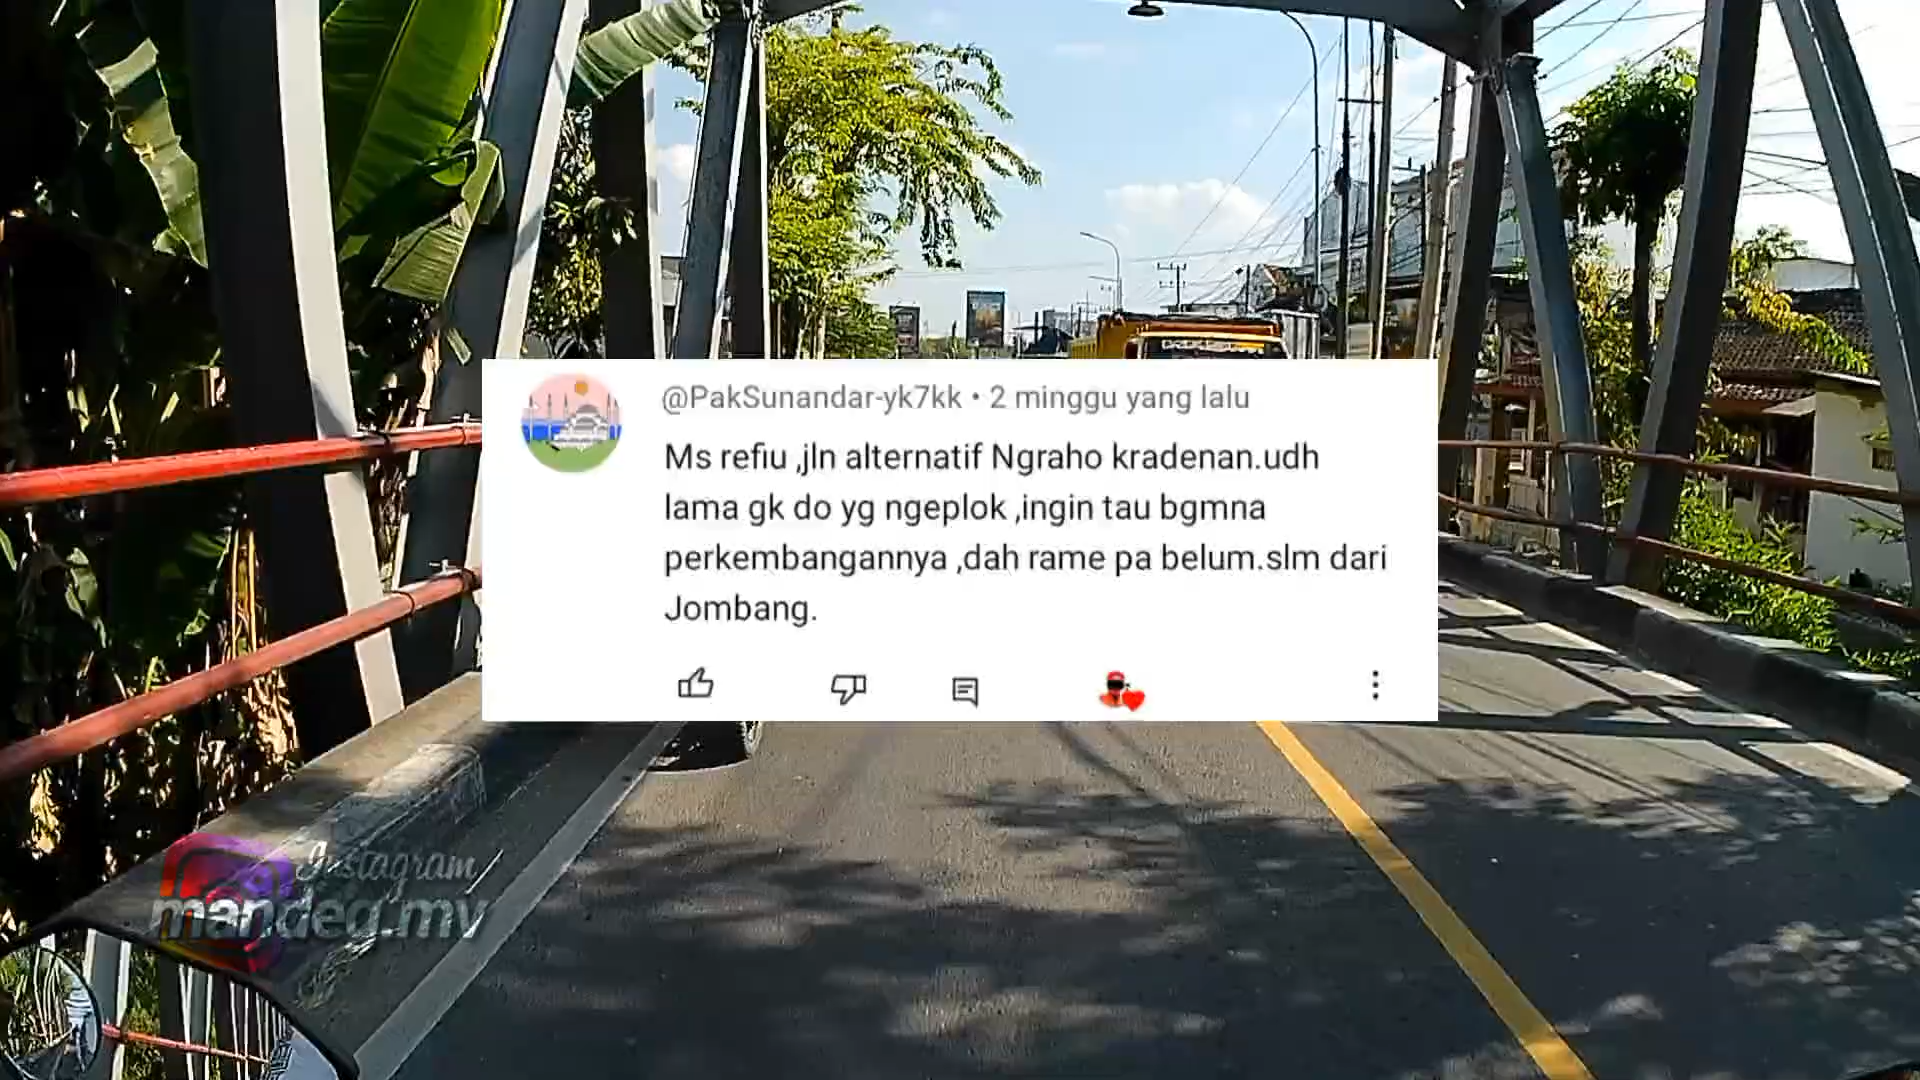 @PakSunandar-yk7kk • 2 minggu yang lalu
Ms refiu ,jln alternatif Ngraho kradenan.udh
lama gk do yg ngeplok ,ingin tau bgmna
perkembangannya ,dah rame pa belum.slm dari
Jombang.
Instagram
mandeg.mv